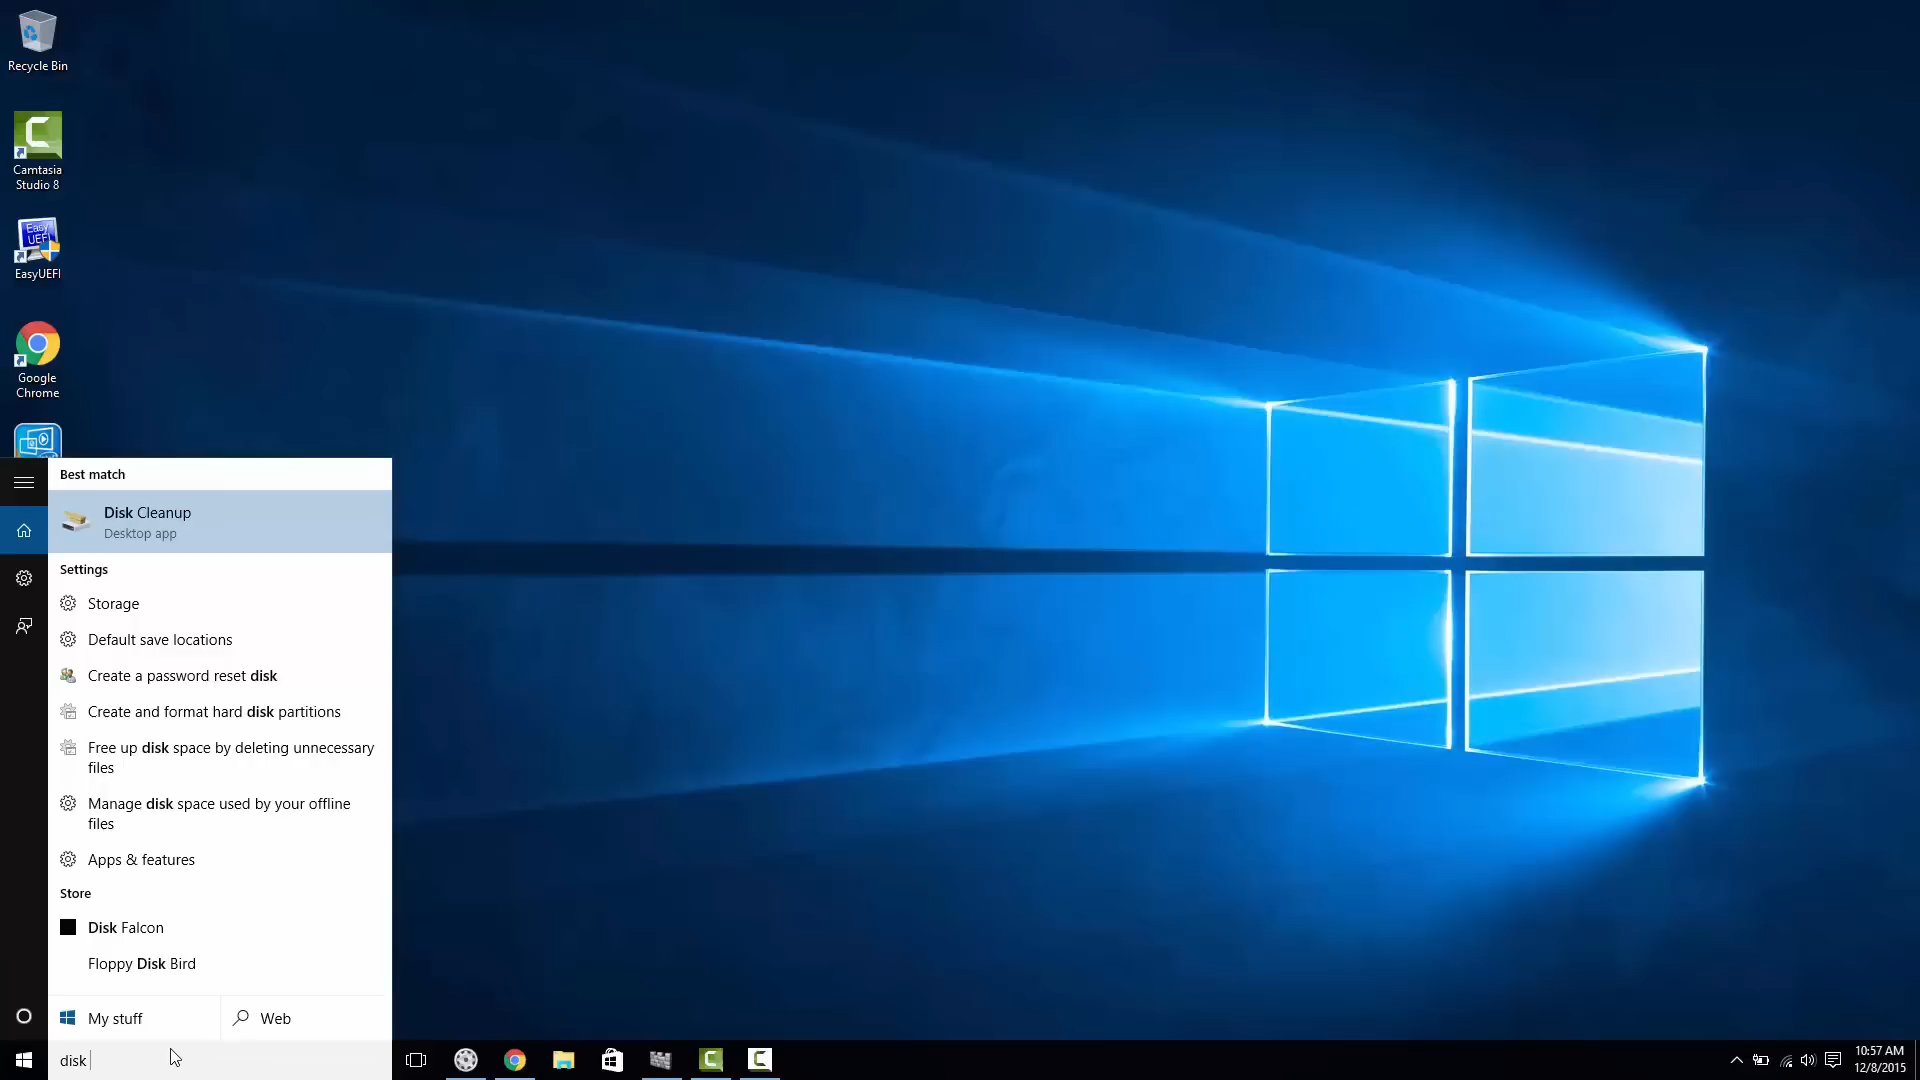 Recycle Bin
Camtasia
Studio 8
Easy
UEFI
EasyUEFI
Google
Chrome
Best match
Disk Cleanup
Desktop app
Settings
Storage
Default save locations
Create a password reset disk
Create and format hard disk partitions
Free up disk space by deleting unnecessary
files
Manage disk space used by your offline
files
Apps & features
Store
Disk Falcon
Floppy Disk Bird
My stuff
Web
disk
10:57 AM
12/8/2015